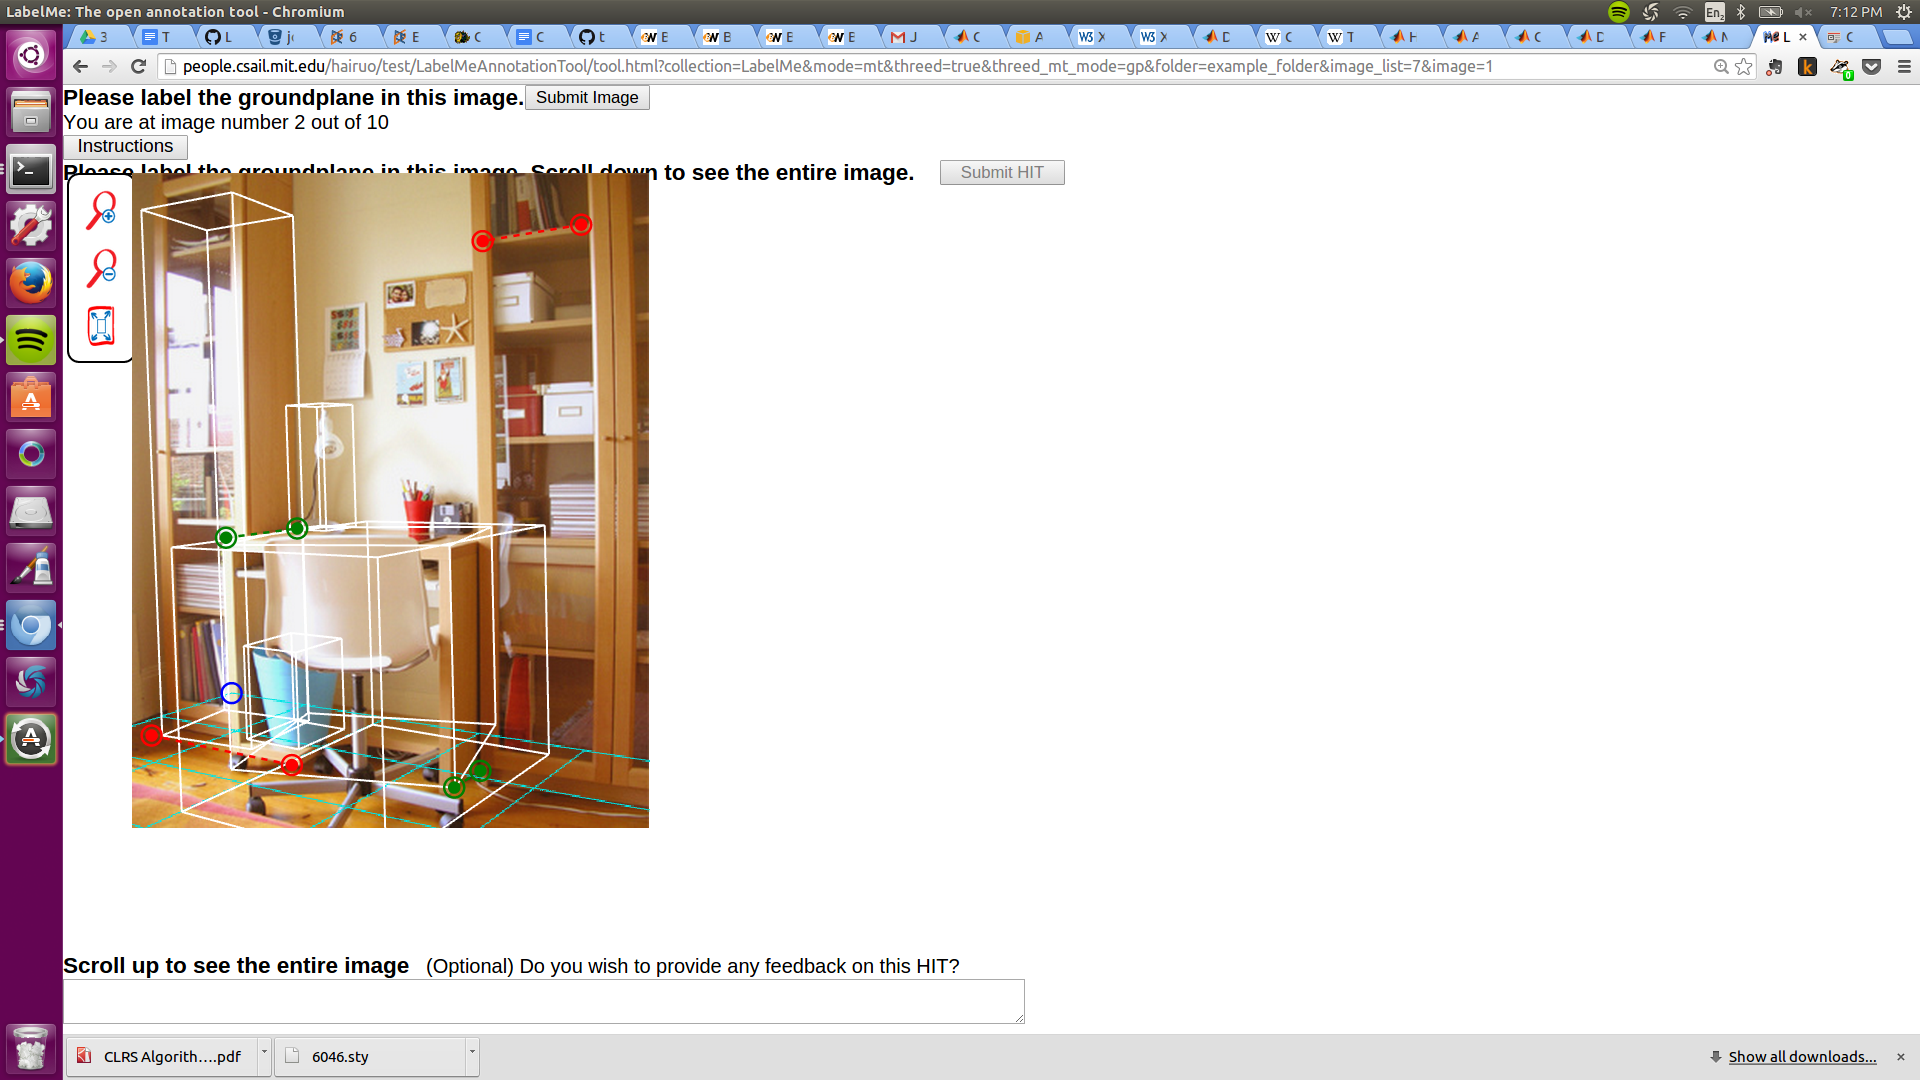 LabelMe: The open annotation tool - Chromium
En2
7:12 PM
3 T L j 6 E C C t E B E E J C A X X D C T H A C D F M L × C
people.csail.mit.edu/hairuo/test/LabelMeAnnotationTool/tool.html?collection=LabelMe&mode=mt&threed=true&threed_mt_mode=gp&folder=example_folder&image_list=7&image=1
0
Please label the groundplane in this image. Submit Image
You are at image number 2 out of 10
Instructions
Please label the groundplane in this image. Scroll down to see the entire image. Submit HIT
Scroll up to see the entire image (Optional) Do you wish to provide any feedback on this HIT?
CLRS Algorith....pdf
6046.sty
Show all downloads...
×